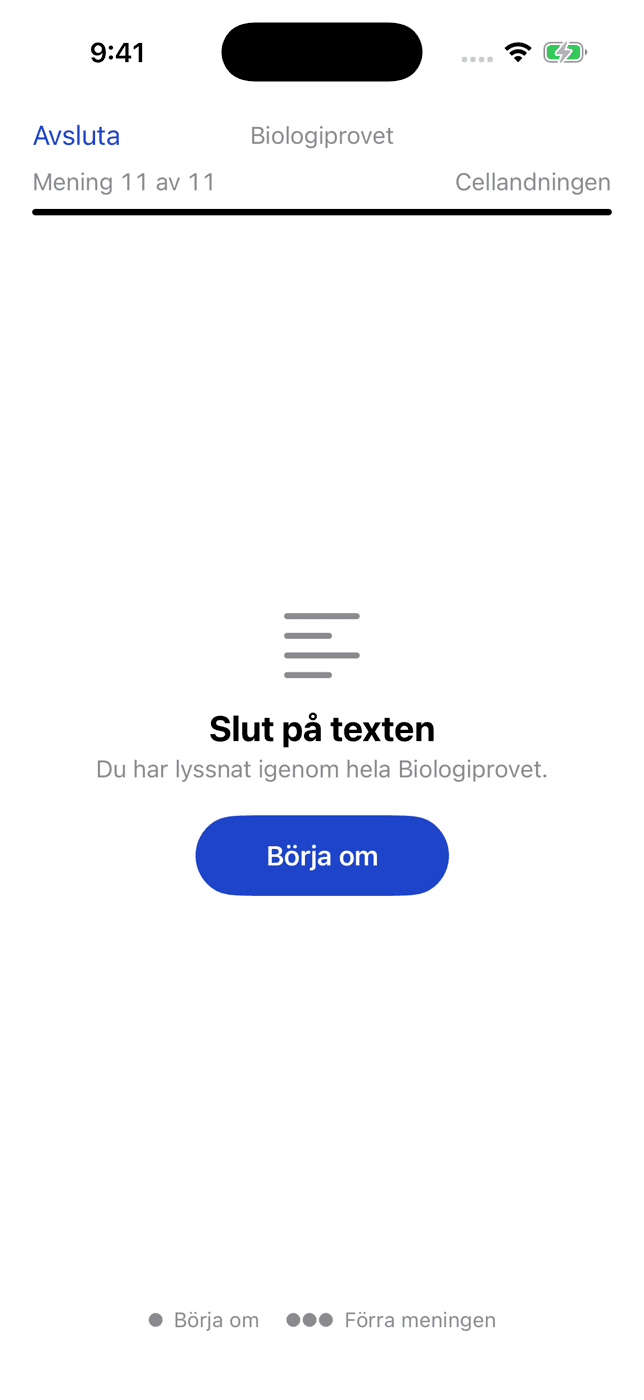 9:41
Avsluta
Biologiprovet
Mening 11 av 11
Cellandningen
Slut på texten
Du har lyssnat igenom hela Biologiprovet.
Börja om
Börja om
Förra meningen